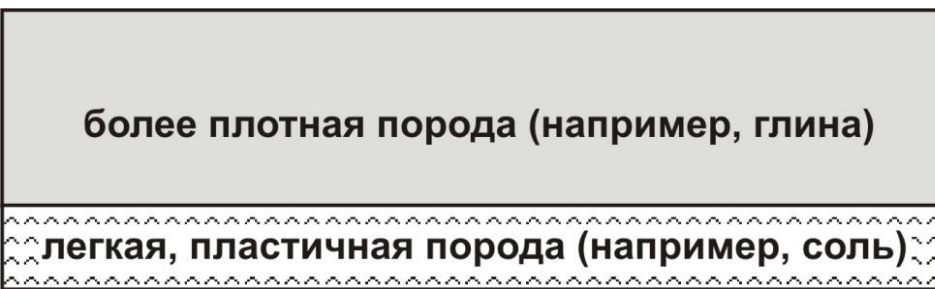 более плотная порода (например, глина)
легкая, пластичная порода (например, соль)